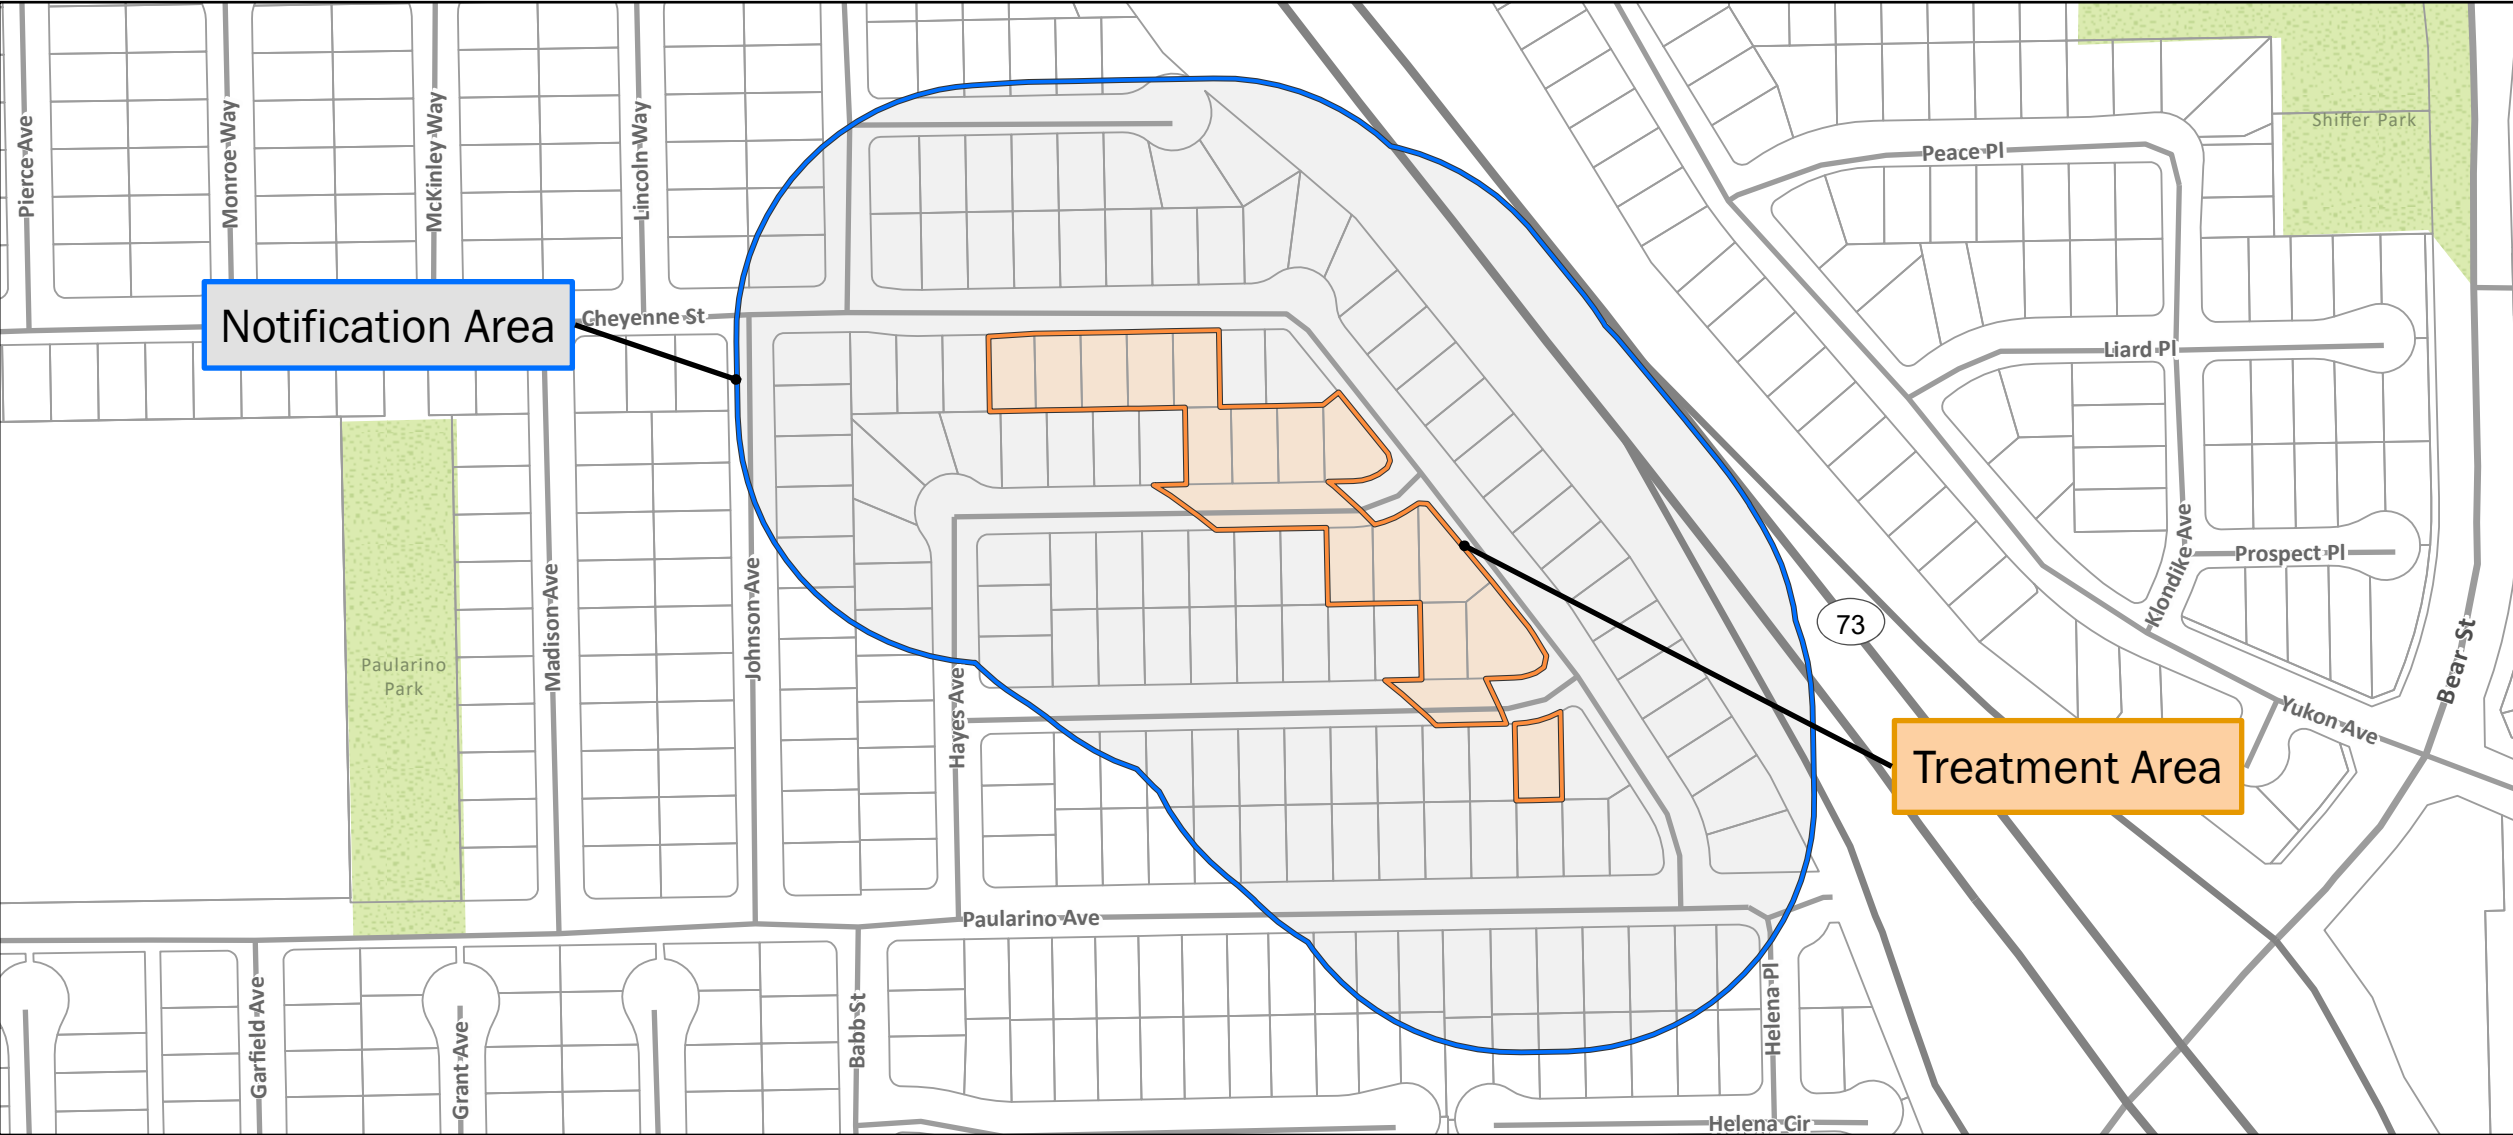 Pierce Ave
Monroe Way
McKinley Way
Lincoln Way
Shiffer Park
Peace Pl
Notification Area
Cheyenne St
Liard Pl
Klondike Ave
Prospect Pl
Paularino
Park
Madison Ave
Johnson Ave
Hayes Ave
73
Bear St
Yukon Ave
Treatment Area
Paularino Ave
Garfield Ave
Grant Ave
Babb St
Helena Pl
Helena Cir